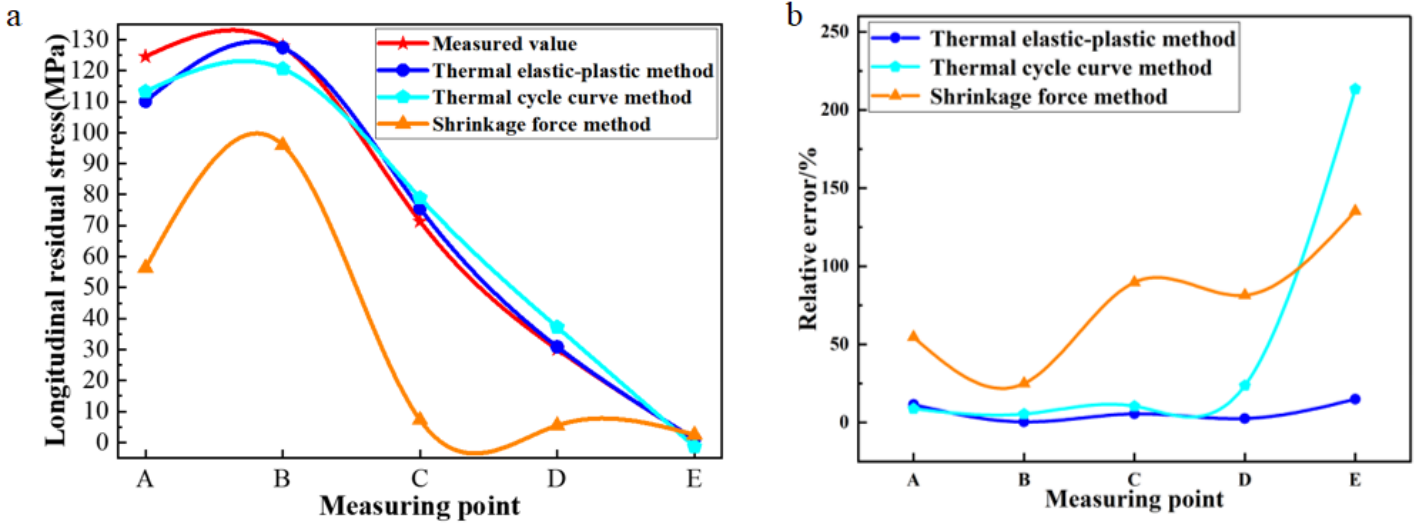 a
Longitudinal residual stress(MPa)
130
120
110
100
90
80
70
60
50
40
30
20
10
0
Measured value
Thermal elastic-plastic method
Thermal cycle curve method
Shrinkage force method
A B C D E
Measuring point
b
Relative error/%
250
200
150
100
50
0
Thermal elastic-plastic method
Thermal cycle curve method
Shrinkage force method
A B C D E
Measuring point